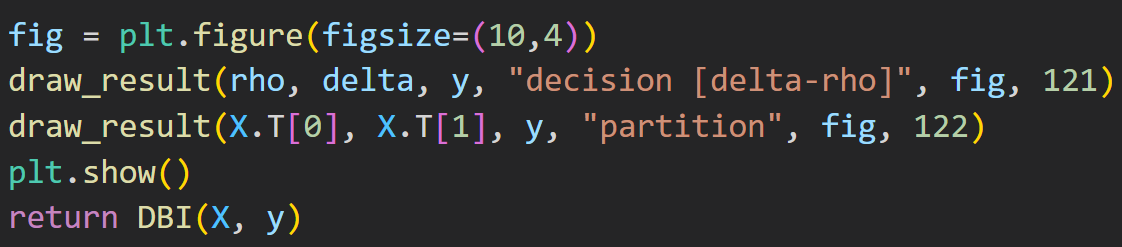 fig = plt.figure(figsize=(10,4))
draw_result(rho, delta, y, "decision [delta-rho]", fig, 121)
draw_result(X.T[0], X.T[1], y, "partition", fig, 122)
plt.show()
return DBI(X, y)